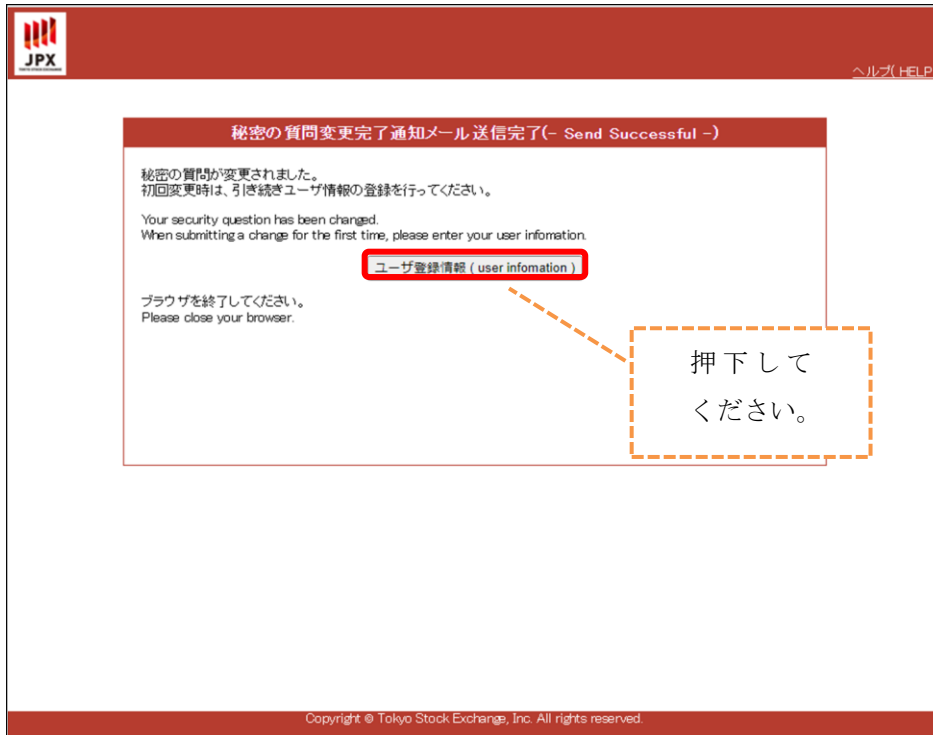 JPX
ヘルプ( HELP
秘密の質問変更完了通知メール送信完了(- Send Successful -)
秘密の質問が変更されました。
初回変更時は、引き続きユーザ情報の登録を行ってください。
Your security question has been changed.
When submitting a change for the first time, please enter your user infomation.
ユーザ登録情報 ( user infomation )
ブラウザを終了してください。
Please close your browser.
押下して
ください。
Copyright © Tokyo Stock Exchange, Inc. All rights reserved.